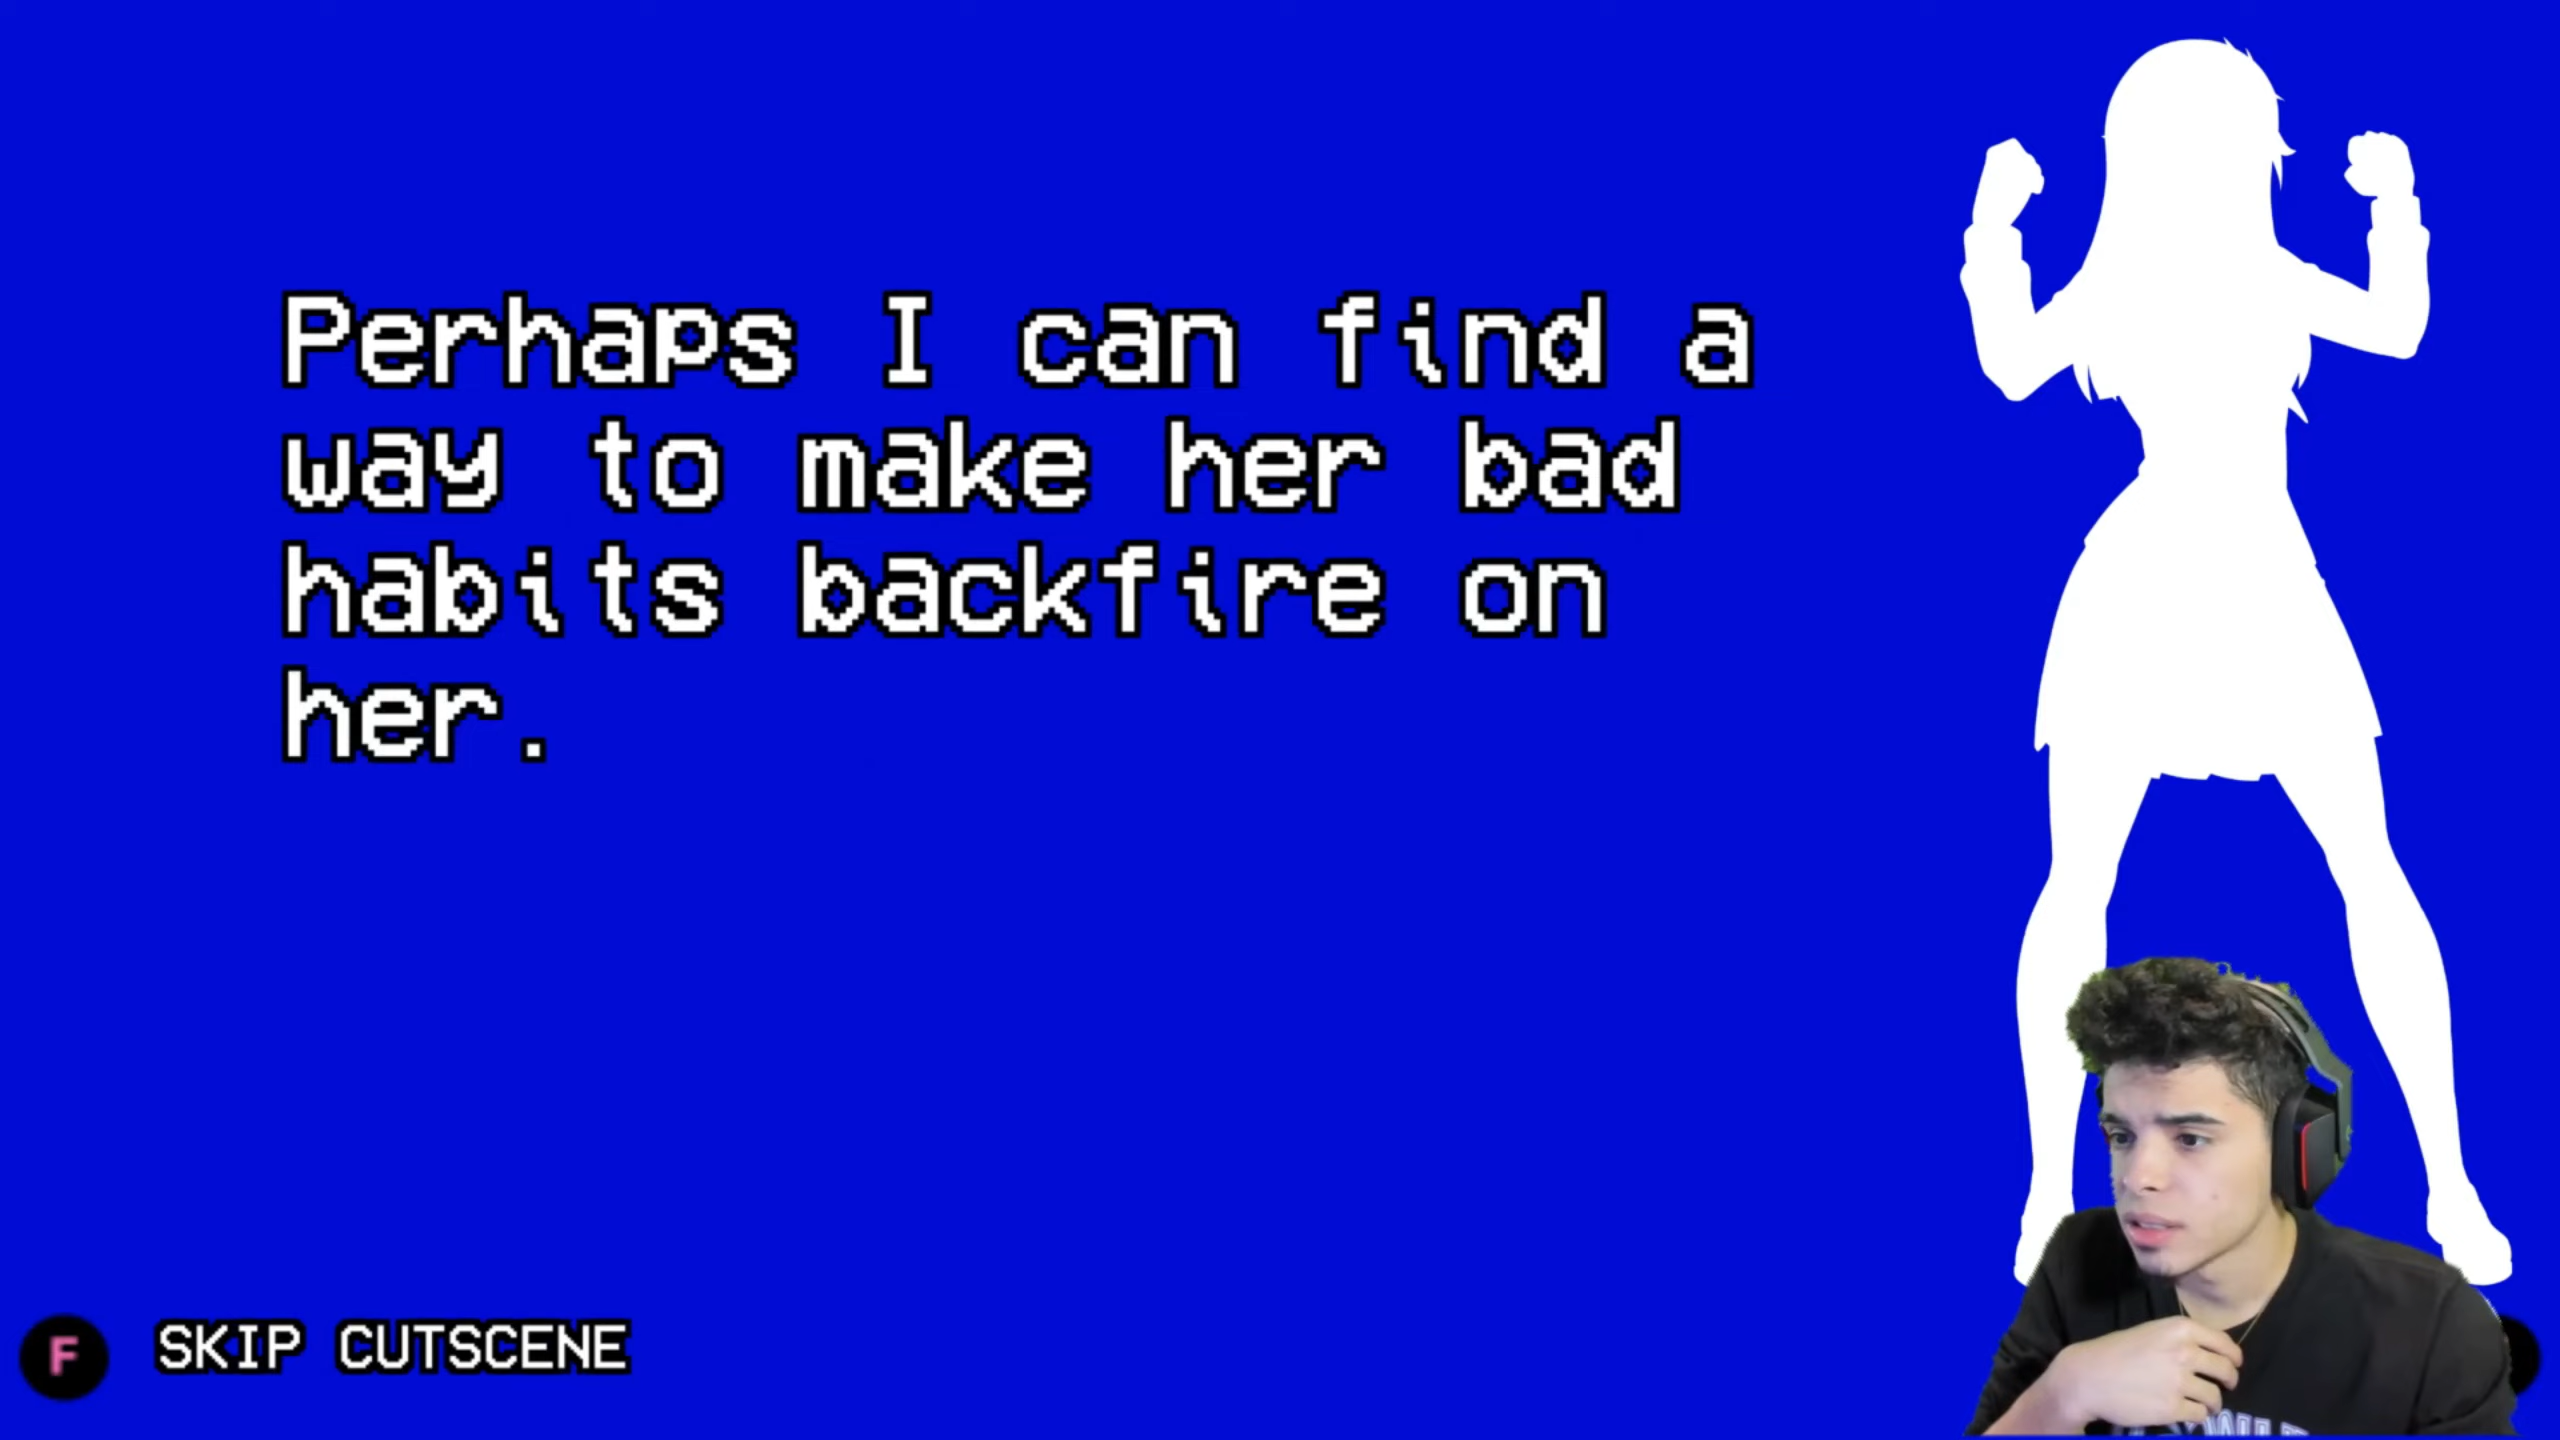 Perhaps I can find a
way to make her bad
habits backfire on
her.
F SKIP CUTSCENE